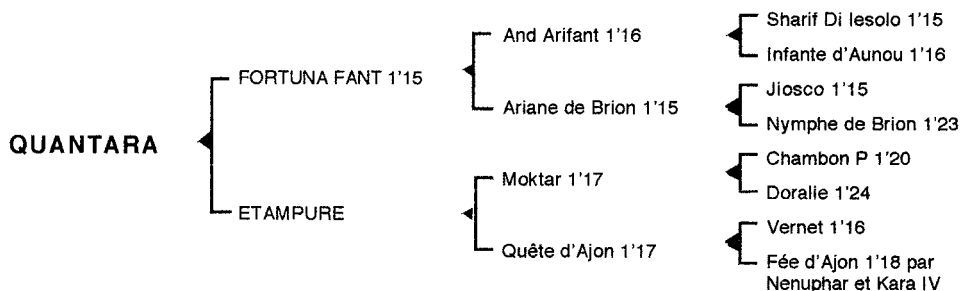 Sharif Di Iesolo 1'15
And Arifant 1'16
Infante d'Aunou 1'16
FORTUNA FANT 1'15
Jiosco 1'15
Ariane de Brion 1'15
Nymphe de Brion 1'23
QUANTARA
Chambon P 1'20
Moktar 1'17
Doralie 1'24
ETAMPURE
Vernet 1'16
Quête d'Ajon 1'17
Fée d'Ajon 1'18 par
Nenuphar et Kara IV